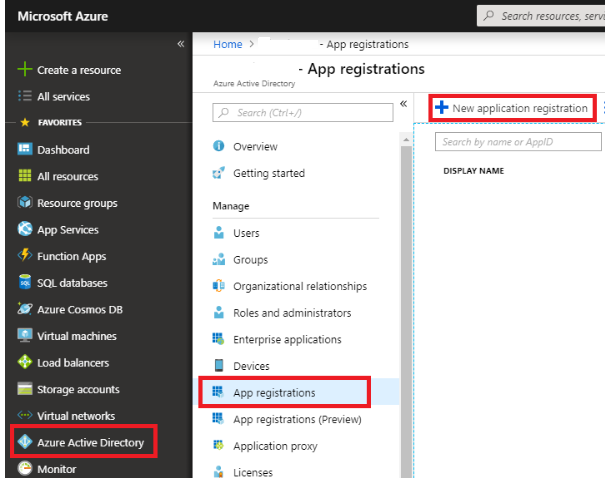 Microsoft Azure
Search resources, servi
Home > - App registrations
- App registrations
Azure Active Directory
Create a resource
All services
FAVORITES
Dashboard
All resources
Resource groups
App Services
Function Apps
SQL databases
Azure Cosmos DB
Virtual machines
Load balancers
Storage accounts
Virtual networks
Azure Active Directory
Monitor
Search (Ctrl+/)
Overview
Getting started
Manage
Users
Groups
Organizational relationships
Roles and administrators
Enterprise applications
Devices
App registrations
App registrations (Preview)
Application proxy
Licenses
New application registration
Search by name or AppID
DISPLAY NAME